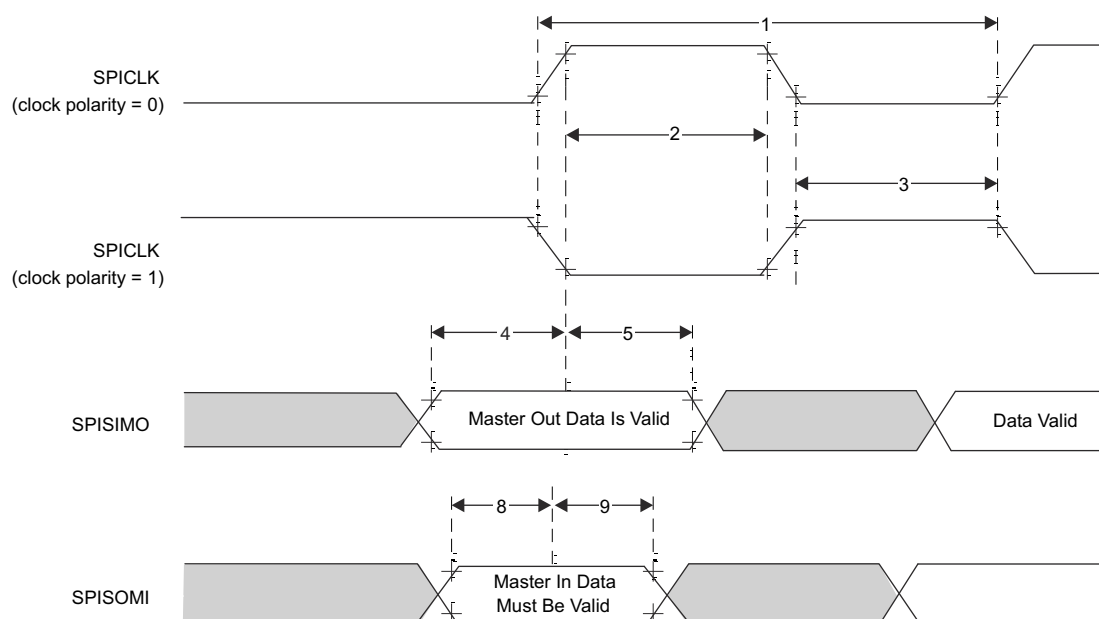 1
SPICLK
(clock polarity = 0)
2
3
SPICLK
(clock polarity = 1)
4
5
SPISIMO
Master Out Data Is Valid
Data Valid
8
9
SPISOMI
Master In Data
Must Be Valid